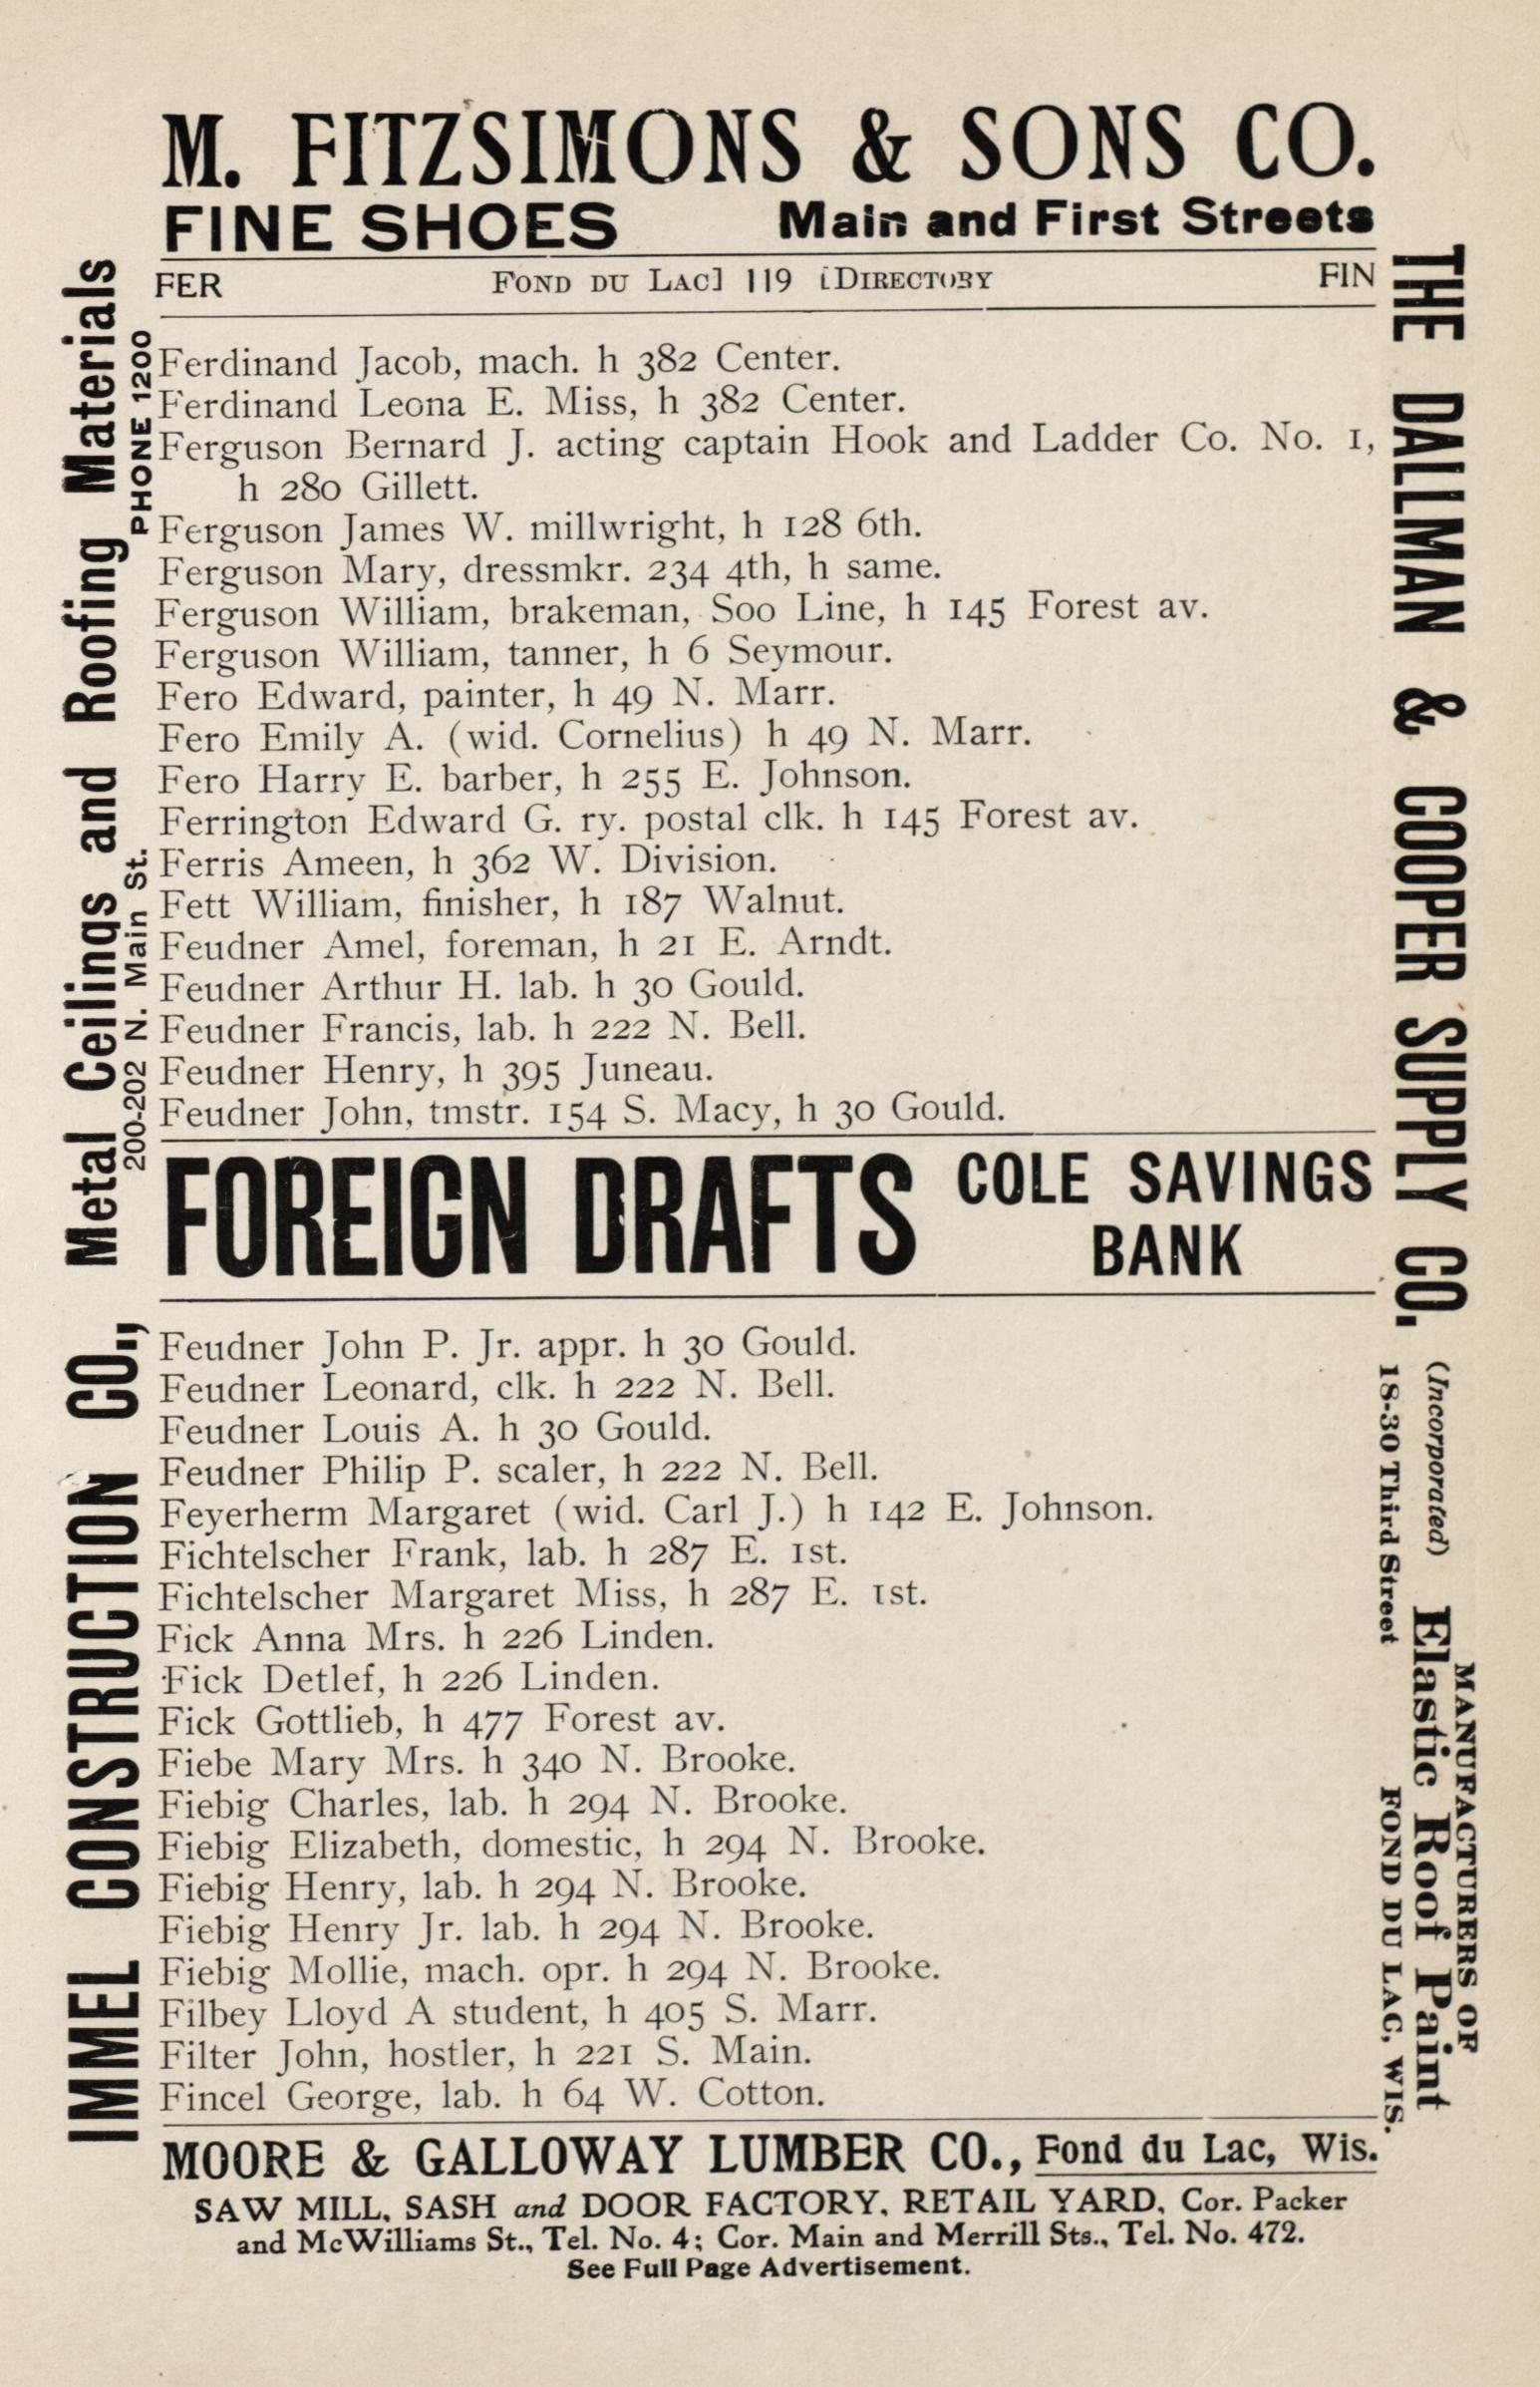 M. FITZSIMONS & SONS CO.
FINE SHOES Main and First Streets
FER FOND DU LAC] 119 [DIRECTORY FIN
Ferdinand Jacob, mach. h 382 Center.
Ferdinand Leona E. Miss, h 382 Center.
Ferguson Bernard J. acting captain Hook and Ladder Co. No. 1,
h 280 Gillett.
Ferguson James W. millwright, h 128 6th.
Ferguson Mary, dressmkr. 234 4th, h same.
Ferguson William, brakeman, Soo Line, h 145 Forest av.
Ferguson William, tanner, h 6 Seymour.
Fero Edward, painter, h 49 N. Marr.
Fero Emily A. (wid. Cornelius) h 49 N. Marr.
Fero Harry E. barber, h 255 E. Johnson.
Ferrington Edward G. ry. postal clk. h 145 Forest av.
Ferris Ameen, h 362 W. Division.
Fett William, finisher, h 187 Walnut.
Feudner Amel, foreman, h 21 E. Arndt.
Feudner Arthur H. lab. h 30 Gould.
Feudner Francis, lab. h 222 N. Bell.
Feudner Henry, h 395 Juneau.
Feudner John, tmstr. 154 S. Macy, h 30 Gould.
FOREIGN DRAFTS COLE SAVINGS
BANK
Feudner John P. Jr. appr. h 30 Gould.
Feudner Leonard, clk. h 222 N. Bell.
Feudner Louis A. h 30 Gould.
Feudner Philip P. scaler, h 222 N. Bell.
Feyerherm Margaret (wid. Carl J.) h 142 E. Johnson.
Fichtelscher Frank, lab. h 287 E. 1st.
Fichtelscher Margaret Miss, h 287 E. 1st.
Fick Anna Mrs. h 226 Linden.
Fick Detlef, h 226 Linden.
Fick Gottlieb, h 477 Forest av.
Fiebe Mary Mrs. h 340 N. Brooke.
Fiebig Charles, lab. h 294 N. Brooke.
Fiebig Elizabeth, domestic, h 294 N. Brooke.
Fiebig Henry, lab. h 294 N. Brooke.
Fiebig Henry Jr. lab. h 294 N. Brooke.
Fiebig Mollie, mach. opr. h 294 N. Brooke.
Filbey Lloyd A student, h 405 S. Marr.
Filter John, hostler, h 221 S. Main.
Fincel George, lab. h 64 W. Cotton.
MOORE & GALLOWAY LUMBER CO., Fond du Lac, Wis.
SAW MILL, SASH and DOOR FACTORY, RETAIL YARD, Cor. Packer
and McWilliams St., Tel. No. 4; Cor. Main and Merrill Sts., Tel. No. 472.
See Full Page Advertisement.
IMMEL CONSTRUCTION CO., Metal Ceilings and Roofing Materials
200-202 N. Main St. PHONE 1200
THE DALLMAN & COOPER SUPPLY CO.
(Incorporated)
18-30 Third Street
MANUFACTURERS OF
Elastic Roof Paint
FOND DU LAC, WIS.